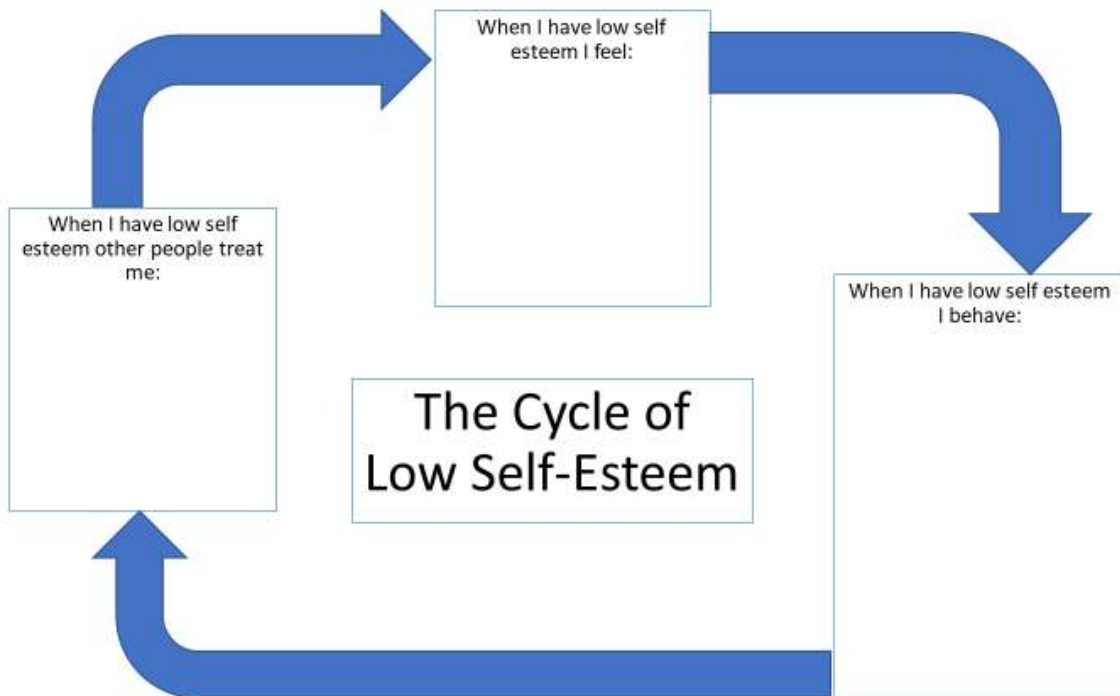 When I have low self
esteem I feel:
When I have low self
esteem other people treat
me:
When I have low self esteem
I behave:
The Cycle of
Low Self-Esteem